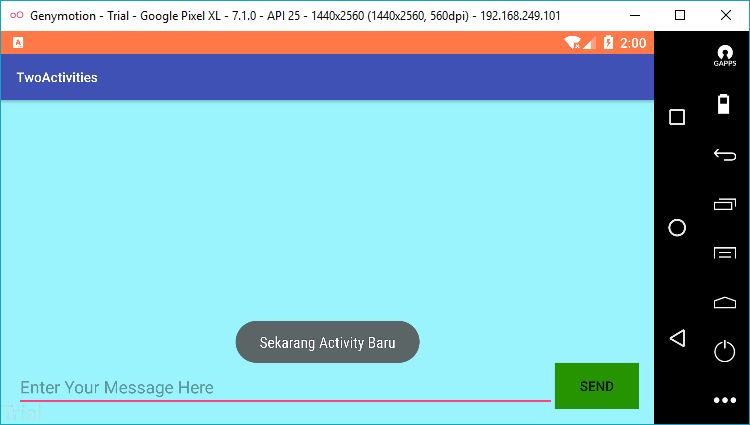 Genymotion - Trial - Google Pixel XL - 7.1.0 - API 25 - 1440x2560 (1440x2560, 560dpi) - 192.168.249.101
A
2:00
GAPPS
TwoActivities
Sekarang Activity Baru
Enter Your Message Here
SEND
Trial